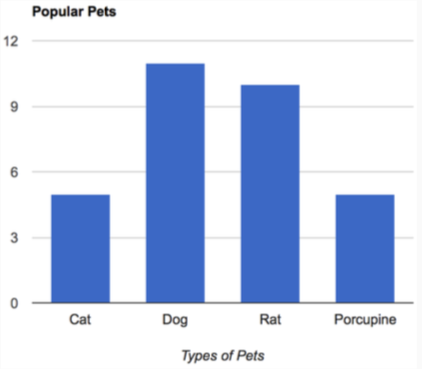 Popular Pets
12
9
6
3
0
Cat Dog Rat Porcupine
Types of Pets